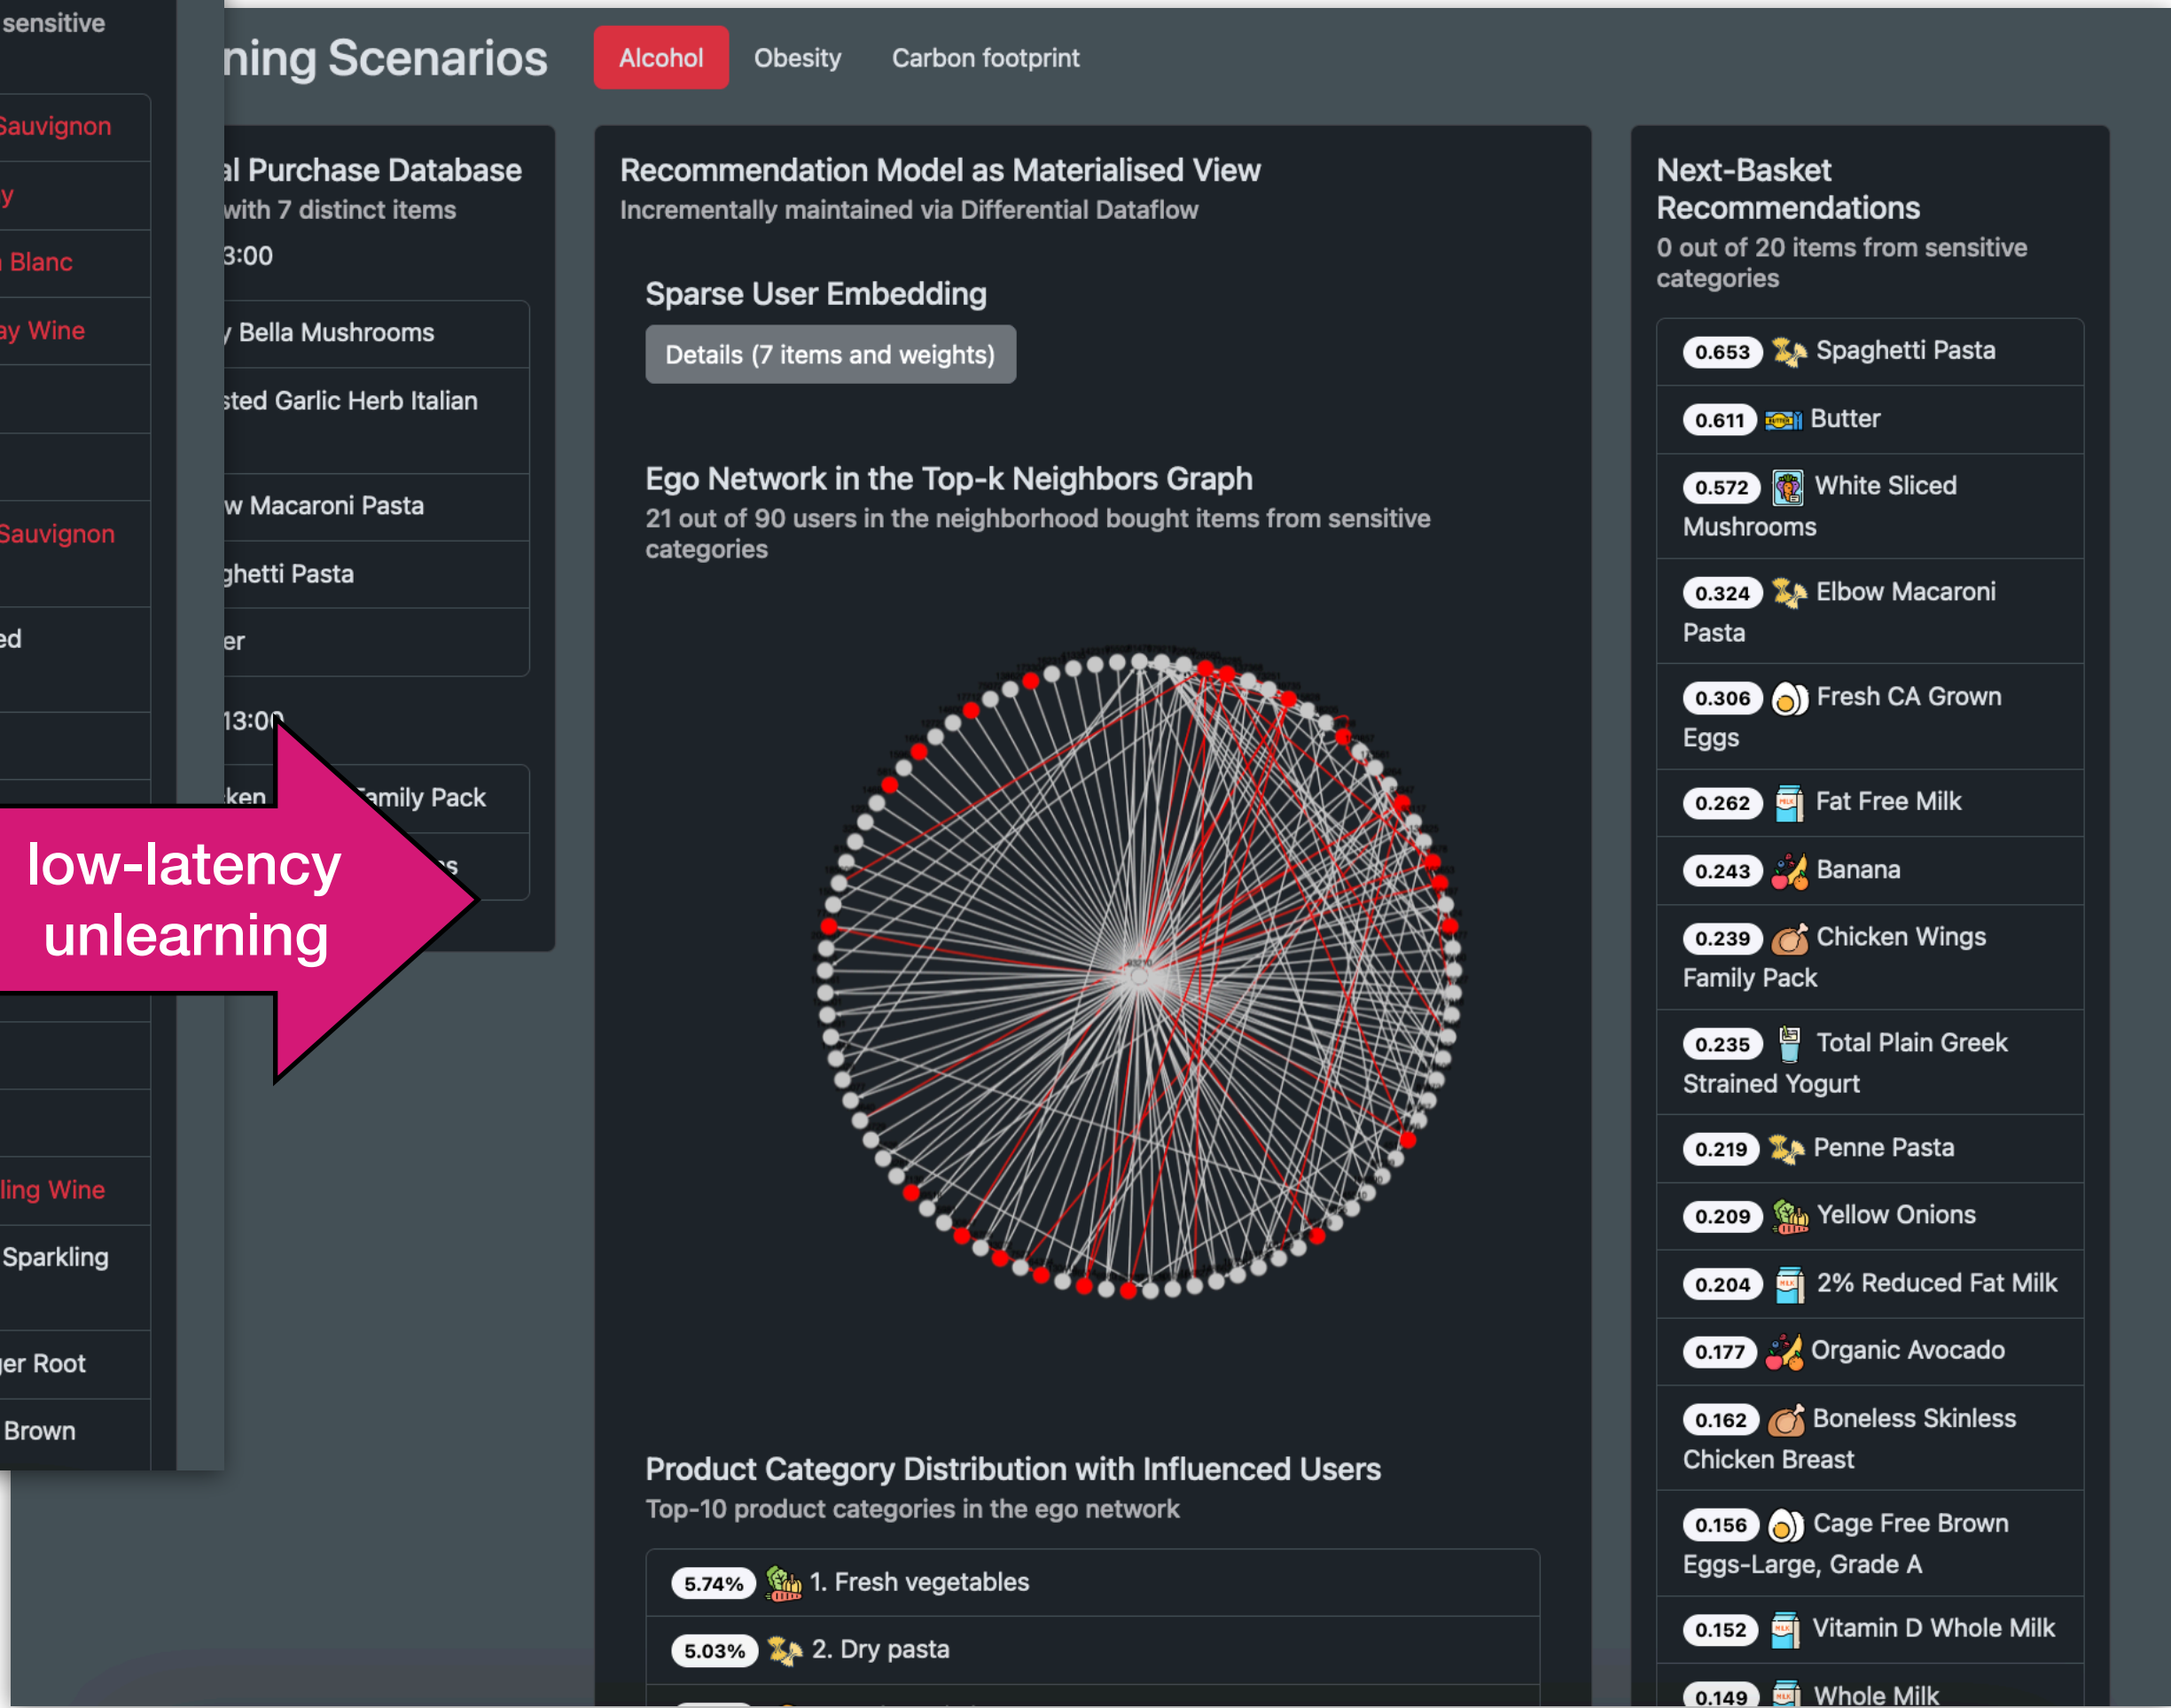 sensitive
Sauvignon
y
Blanc
ay Wine
Sauvignon
ed
ling Wine
Sparkling
ger Root
Brown
low-latency
unlearning
ning Scenarios
Alcohol
Obesity
Carbon footprint
al Purchase Database
with 7 distinct items
3:00
y Bella Mushrooms
sted Garlic Herb Italian
w Macaroni Pasta
ghetti Pasta
er
13:00
ken
amily Pack
s
Recommendation Model as Materialised View
Incrementally maintained via Differential Dataflow
Sparse User Embedding
Details (7 items and weights)
Ego Network in the Top-k Neighbors Graph
21 out of 90 users in the neighborhood bought items from sensitive
categories
Product Category Distribution with Influenced Users
Top-10 product categories in the ego network
5.74% 1. Fresh vegetables
5.03% 2. Dry pasta
Next-Basket
Recommendations
0 out of 20 items from sensitive
categories
0.653 Spaghetti Pasta
0.611 Butter
0.572 White Sliced
Mushrooms
0.324 Elbow Macaroni
Pasta
0.306 Fresh CA Grown
Eggs
0.262 Fat Free Milk
0.243 Banana
0.239 Chicken Wings
Family Pack
0.235 Total Plain Greek
Strained Yogurt
0.219 Penne Pasta
0.209 Yellow Onions
0.204 2% Reduced Fat Milk
0.177 Organic Avocado
0.162 Boneless Skinless
Chicken Breast
0.156 Cage Free Brown
Eggs-Large, Grade A
0.152 Vitamin D Whole Milk
0.149 Whole Milk